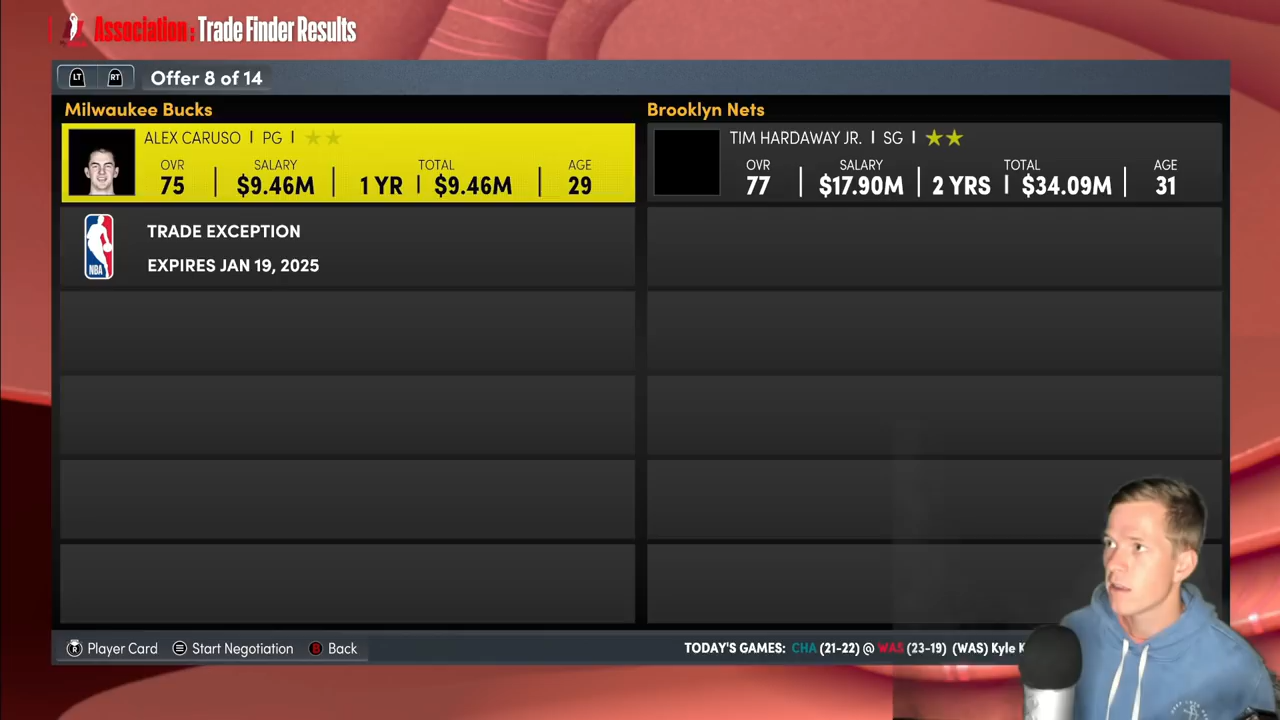 Association : Trade Finder Results
LT RT Offer 8 of 14
Milwaukee Bucks
ALEX CARUSO | PG |
OVR SALARY TOTAL AGE
75 $9.46M 1 YR | $9.46M 29
NBA
TRADE EXCEPTION
EXPIRES JAN 19, 2025
Brooklyn Nets
TIM HARDAWAY JR. | SG |
OVR SALARY TOTAL AGE
77 $17.90M 2 YRS | $34.09M 31
R Player Card Start Negotiation B Back
TODAY'S GAMES: CHA (21-22) @ WAS (23-19) (WAS) Kyle